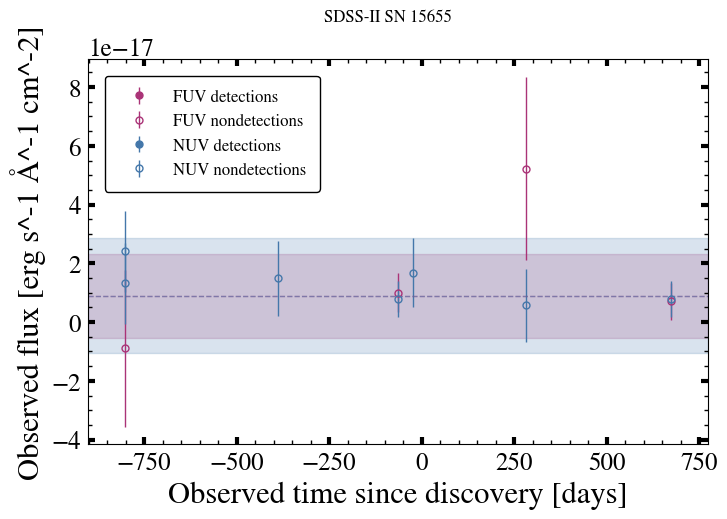 SDSS-II SN 15655
1e−17
FUV detections
FUV nondetections
NUV detections
NUV nondetections
Observed flux [erg s^-1 Å^-1 cm^-2]
8
6
4
2
0
−2
−4
−750 −500 −250 0 250 500 750
Observed time since discovery [days]